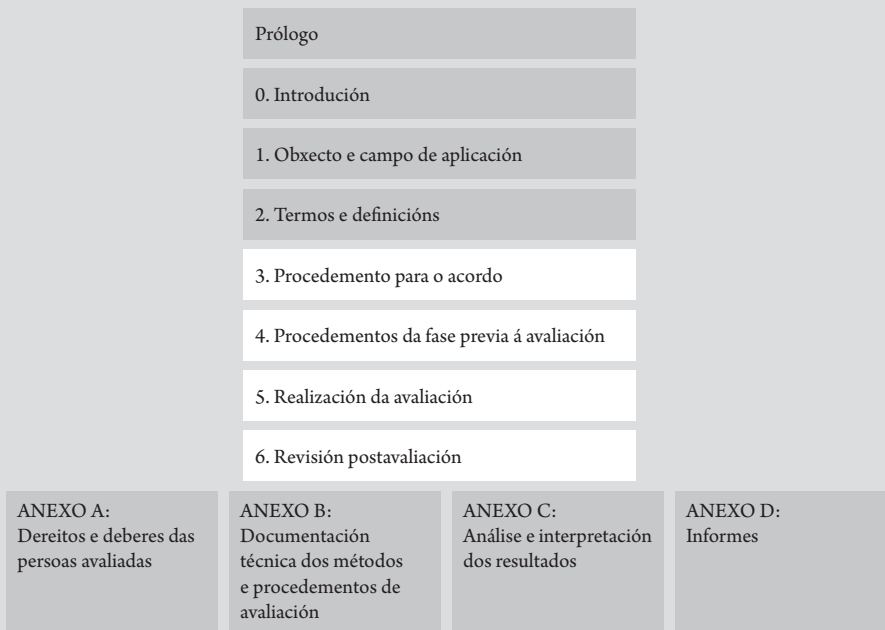 Prólogo
0. Introdución
1. Obxecto e campo de aplicación
2. Termos e definicións
3. Procedemento para o acordo
4. Procedementos da fase previa á avaliación
5. Realización da avaliación
6. Revisión postavaliación
ANEXO A:
Dereitos e deberes das
persoas avaliadas
ANEXO B:
Documentación
técnica dos métodos
e procedementos de
avaliación
ANEXO C:
Análise e interpretación
dos resultados
ANEXO D:
Informes